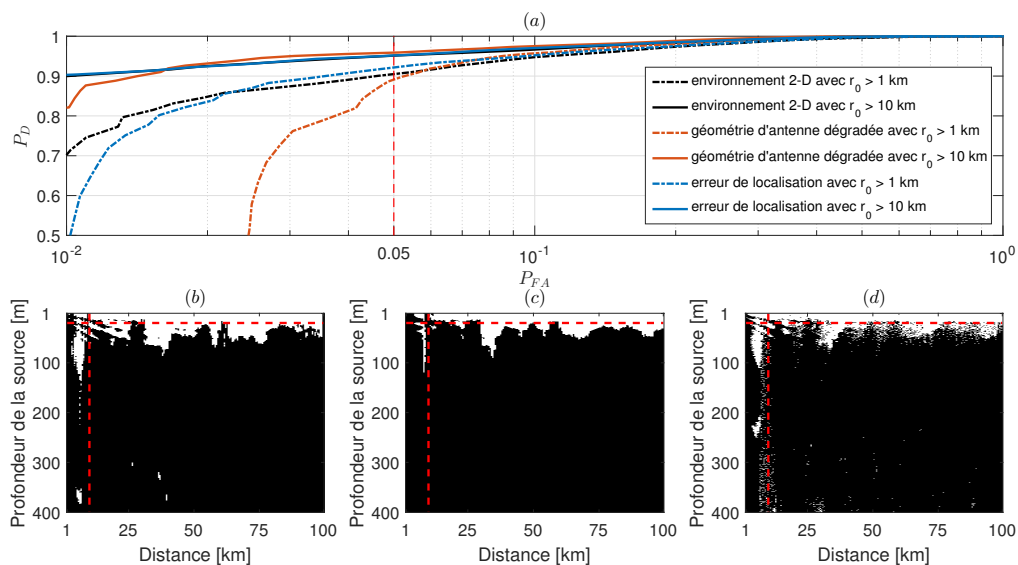 (a)
1
0.9
0.8
0.7
0.6
0.5
P_D
10^-2
0.05
10^-1
10^0
P_FA
environnement 2-D avec r_0 > 1 km
environnement 2-D avec r_0 > 10 km
géométrie d'antenne dégradée avec r_0 > 1 km
géométrie d'antenne dégradée avec r_0 > 10 km
erreur de localisation avec r_0 > 1 km
erreur de localisation avec r_0 > 10 km
(b)
Profondeur de la source [m]
1
100
200
300
400
1 25 50 75 100
Distance [km]
(c)
Profondeur de la source [m]
1
100
200
300
400
1 25 50 75 100
Distance [km]
(d)
Profondeur de la source [m]
1
100
200
300
400
1 25 50 75 100
Distance [km]